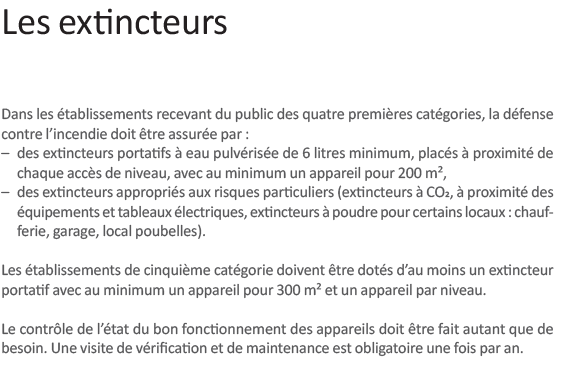 Les extincteurs
Dans les établissements recevant du public des quatre premières catégories, la défense
contre l’incendie doit être assurée par :
– des extincteurs portatifs à eau pulvérisée de 6 litres minimum, placés à proximité de
chaque accès de niveau, avec au minimum un appareil pour 200 m²,
– des extincteurs appropriés aux risques particuliers (extincteurs à CO₂, à proximité des
équipements et tableaux électriques, extincteurs à poudre pour certains locaux : chauf-
ferie, garage, local poubelles).
Les établissements de cinquième catégorie doivent être dotés d’au moins un extincteur
portatif avec au minimum un appareil pour 300 m² et un appareil par niveau.
Le contrôle de l’état du bon fonctionnement des appareils doit être fait autant que de
besoin. Une visite de vérification et de maintenance est obligatoire une fois par an.